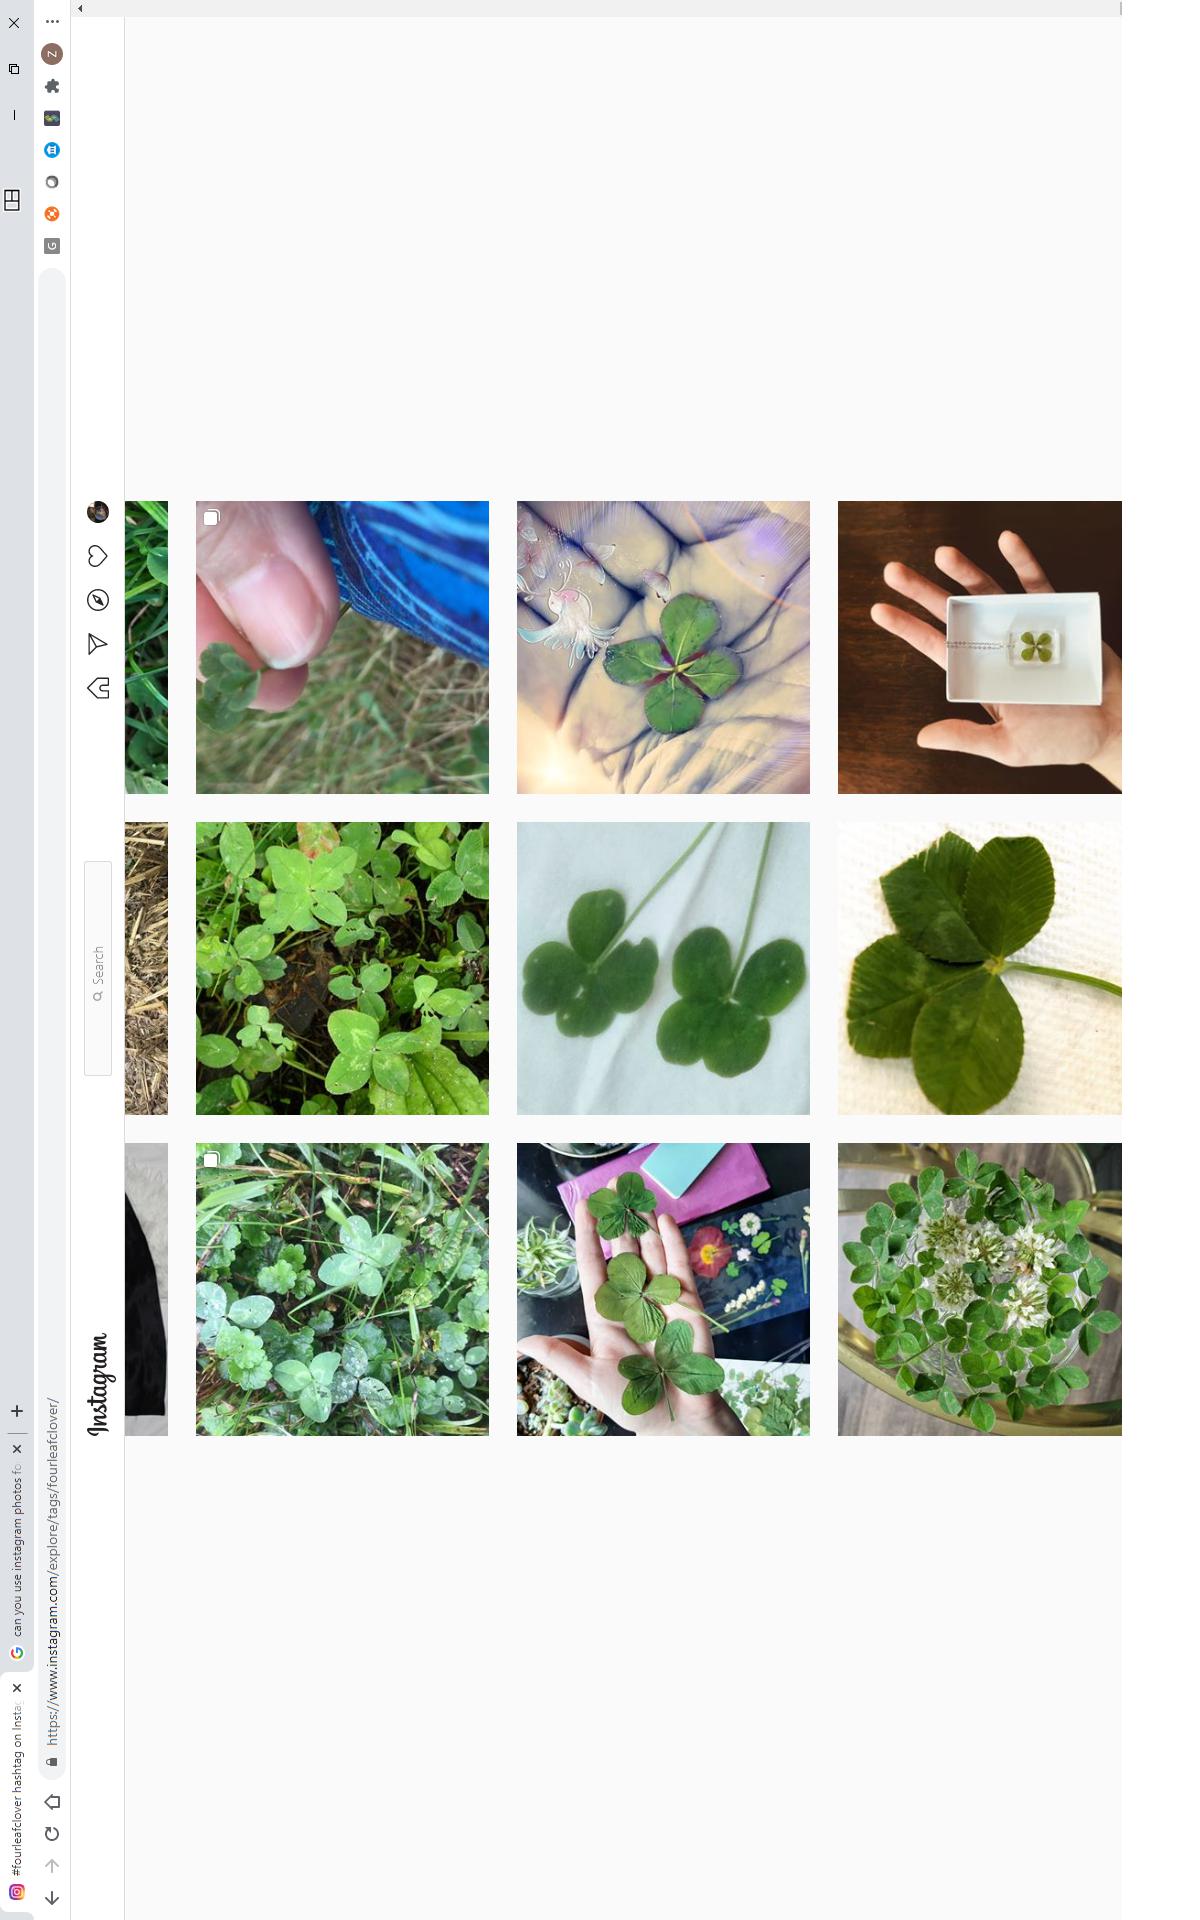 #fourleafclover hashtag on Insta
can you use instagram photos fo
https://www.instagram.com/explore/tags/fourleafclover/
G
Z
Instagram
Search